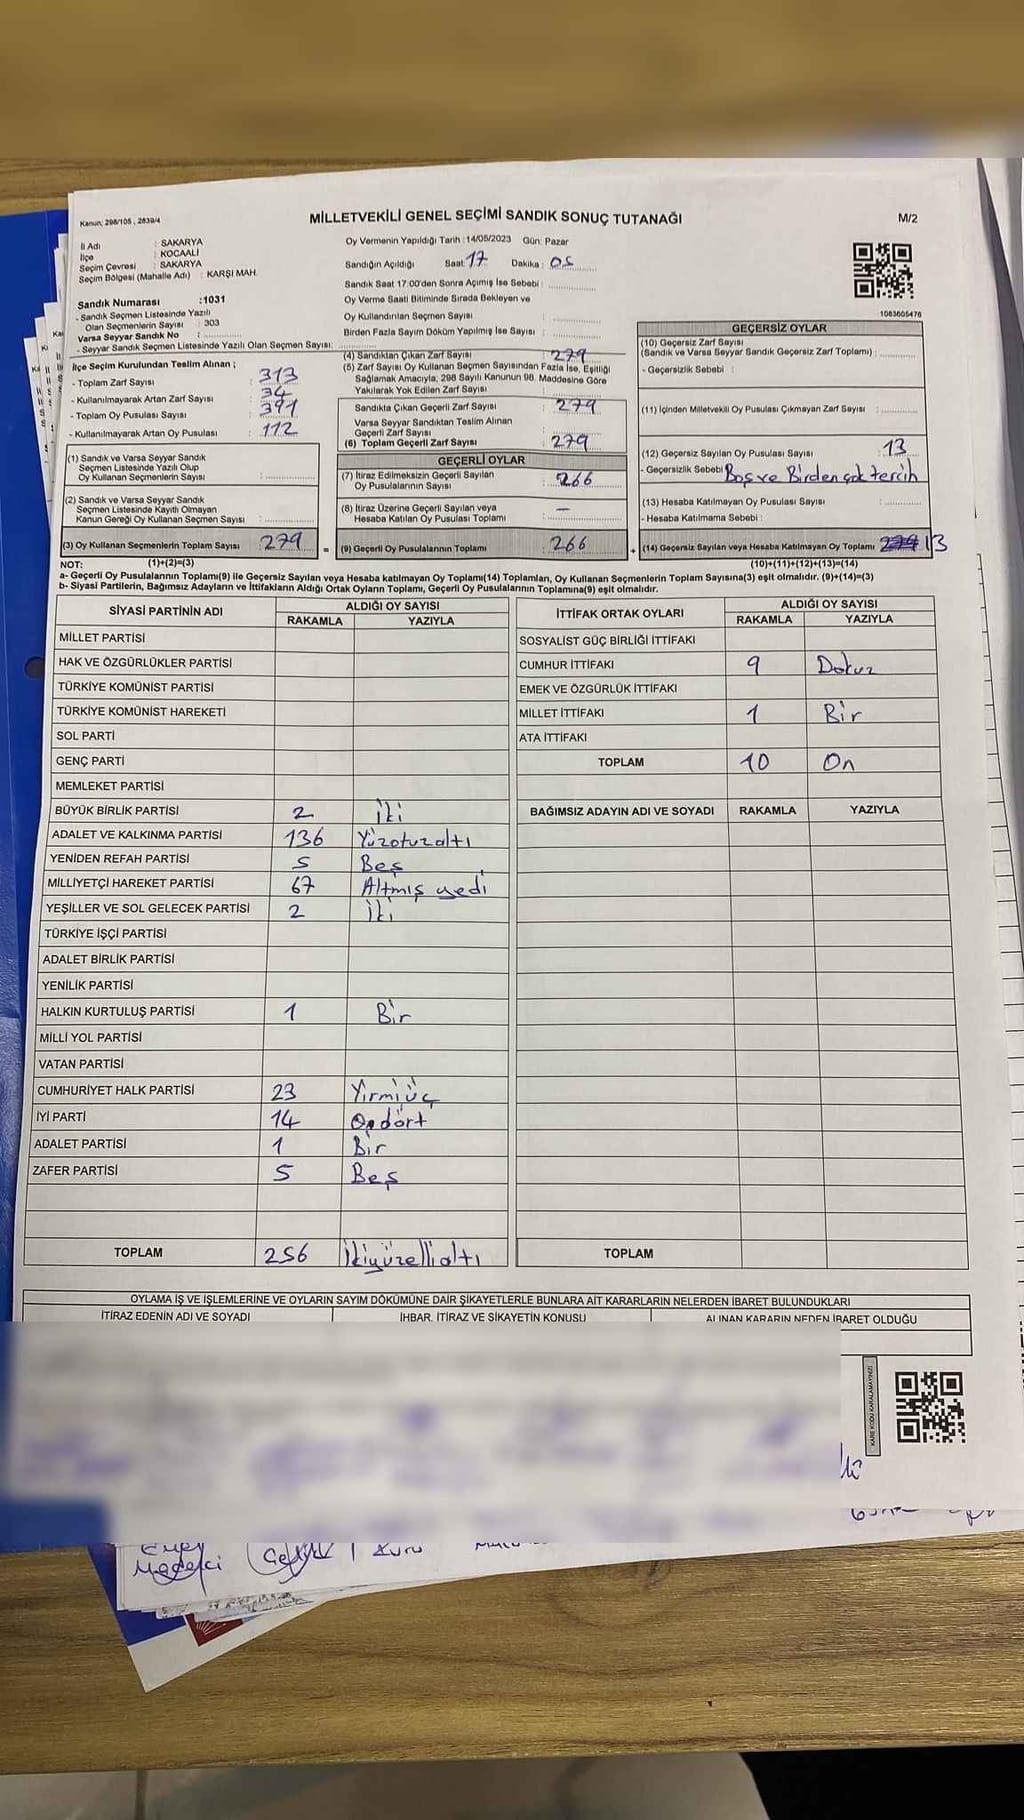 Kanun; 298/105 , 2839/4
MİLLETVEKİLİ GENEL SEÇİMİ SANDIK SONUÇ TUTANAĞI
M/2
İl Adı : SAKARYA
İlçe : KOCAALİ
Seçim Çevresi : SAKARYA
Seçim Bölgesi (Mahalle Adı) : KARŞI MAH.
Sandık Numarası :1031
- Sandık Seçmen Listesinde Yazılı
Olan Seçmenlerin Sayısı : 303
Varsa Seyyar Sandık No :
- Seyyar Sandık Seçmen Listesinde Yazılı Olan Seçmen Sayısı:
Oy Vermenin Yapıldığı Tarih :14/05/2023 Gün: Pazar
Sandığın Açıldığı Saat: 17 Dakika : 05
Sandık Saat 17:00'den Sonra Açımış İse Sebebi :
Oy Verme Saati Bitiminde Sırada Bekleyen ve
Oy Kullandırılan Seçmen Sayısı :
Birden Fazla Sayım Döküm Yapılmış İse Sayısı :
1083605476
İlçe Seçim Kurulundan Teslim Alınan ;
- Toplam Zarf Sayısı : 313
- Kullanılmayarak Artan Zarf Sayısı : 34
- Toplam Oy Pusulası Sayısı : 391
- Kullanılmayarak Artan Oy Pusulası : 112
(1) Sandık ve Varsa Seyyar Sandık
Seçmen Listesinde Yazılı Olup
Oy Kullanan Seçmenlerin Sayısı :
(2) Sandık ve Varsa Seyyar Sandık
Seçmen Listesinde Kayıtlı Olmayan
Kanun Gereği Oy Kullanan Seçmen Sayısı :
(3) Oy Kullanan Seçmenlerin Toplam Sayısı : 279
(1)+(2)=(3)
(4) Sandıktan Çıkan Zarf Sayısı : 279
(5) Zarf Sayısı Oy Kullanan Seçmen Sayısından Fazla İse, Eşitliği
Sağlamak Amacıyla, 298 Sayılı Kanunun 98. Maddesine Göre
Yakılarak Yok Edilen Zarf Sayısı :
Sandıkta Çıkan Geçerli Zarf Sayısı : 279
Varsa Seyyar Sandıktan Teslim Alınan
Geçerli Zarf Sayısı :
(6) Toplam Geçerli Zarf Sayısı : 279
GEÇERLİ OYLAR
(7) İtiraz Edilmeksizin Geçerli Sayılan
Oy Pusulalarının Sayısı : 266
(8) İtiraz Üzerine Geçerli Sayılan veya
Hesaba Katılan Oy Pusulası Toplamı : —
= (9) Geçerli Oy Pusulalarının Toplamı : 266
GEÇERSİZ OYLAR
(10) Geçersiz Zarf Sayısı
(Sandık ve Varsa Seyyar Sandık Geçersiz Zarf Toplamı) :
- Geçersizlik Sebebi :
(11) İçinden Milletvekili Oy Pusulası Çıkmayan Zarf Sayısı :
(12) Geçersiz Sayılan Oy Pusulası Sayısı : 13
- Geçersizlik Sebebi : Boş ve Birden çok tercih
(13) Hesaba Katılmayan Oy Pusulası Sayısı :
- Hesaba Katılmama Sebebi :
+ (14) Geçersiz Sayılan veya Hesaba Katılmayan Oy Toplamı : 13
(10)+(11)+(12)+(13)=(14)
NOT:
a- Geçerli Oy Pusulalarının Toplamı(9) ile Geçersiz Sayılan veya Hesaba katılmayan Oy Toplamı(14) Toplamları, Oy Kullanan Seçmenlerin Toplam Sayısına(3) eşit olmalıdır. (9)+(14)=(3)
b- Siyasi Partilerin, Bağımsız Adayların ve İttifakların Aldığı Ortak Oyların Toplamı, Geçerli Oy Pusulalarının Toplamına(9) eşit olmalıdır.
SİYASİ PARTİNİN ADI ALDIĞI OY SAYISI
RAKAMLA YAZIYLA
MİLLET PARTİSİ
HAK VE ÖZGÜRLÜKLER PARTİSİ
TÜRKİYE KOMÜNİST PARTİSİ
TÜRKİYE KOMÜNİST HAREKETİ
SOL PARTİ
GENÇ PARTİ
MEMLEKET PARTİSİ
BÜYÜK BİRLİK PARTİSİ 2 İki
ADALET VE KALKINMA PARTİSİ 136 Yüzotuzaltı
YENİDEN REFAH PARTİSİ 5 Beş
MİLLİYETÇİ HAREKET PARTİSİ 67 Altmış yedi
YEŞİLLER VE SOL GELECEK PARTİSİ 2 İki
TÜRKİYE İŞÇİ PARTİSİ
ADALET BİRLİK PARTİSİ
YENİLİK PARTİSİ
HALKIN KURTULUŞ PARTİSİ 1 Bir
MİLLİ YOL PARTİSİ
VATAN PARTİSİ
CUMHURİYET HALK PARTİSİ 23 Yirmiüç
İYİ PARTİ 14 Ondört
ADALET PARTİSİ 1 Bir
ZAFER PARTİSİ 5 Beş
TOPLAM 256 İkiyüzellialtı
İTTİFAK ORTAK OYLARI ALDIĞI OY SAYISI
RAKAMLA YAZIYLA
SOSYALİST GÜÇ BİRLİĞİ İTTİFAKI
CUMHUR İTTİFAKI 9 Dokuz
EMEK VE ÖZGÜRLÜK İTTİFAKI
MİLLET İTTİFAKI 1 Bir
ATA İTTİFAKI
TOPLAM 10 On
BAĞIMSIZ ADAYIN ADI VE SOYADI RAKAMLA YAZIYLA
TOPLAM
OYLAMA İŞ VE İŞLEMLERİNE VE OYLARIN SAYIM DÖKÜMÜNE DAİR ŞİKAYETLERLE BUNLARA AİT KARARLARIN NELERDEN İBARET BULUNDUKLARI
İTİRAZ EDENİN ADI VE SOYADI İHBAR, İTİRAZ VE ŞİKAYETİN KONUSU ALINAN KARARIN NEDEN İBARET OLDUĞU
KARE KODU KARALAMAYINIZ!